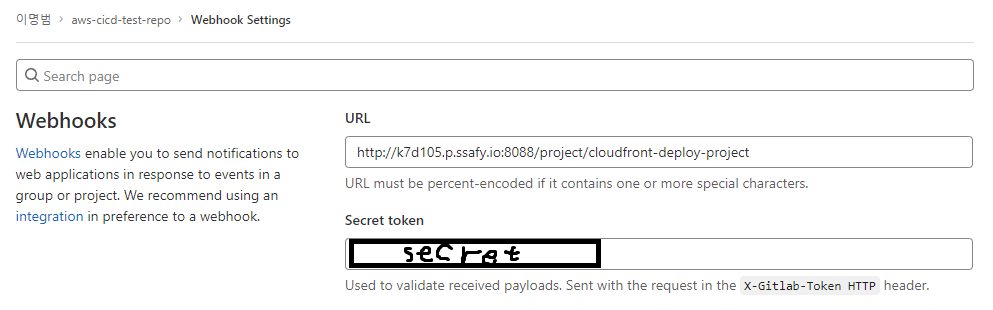 이명범 > aws-cicd-test-repo > Webhook Settings
Search page
Webhooks
Webhooks enable you to send notifications to
web applications in response to events in a
group or project. We recommend using an
integration in preference to a webhook.
URL
http://k7d105.p.ssafy.io:8088/project/cloudfront-deploy-project
URL must be percent-encoded if it contains one or more special characters.
Secret token
secret
Used to validate received payloads. Sent with the request in the X-Gitlab-Token HTTP header.